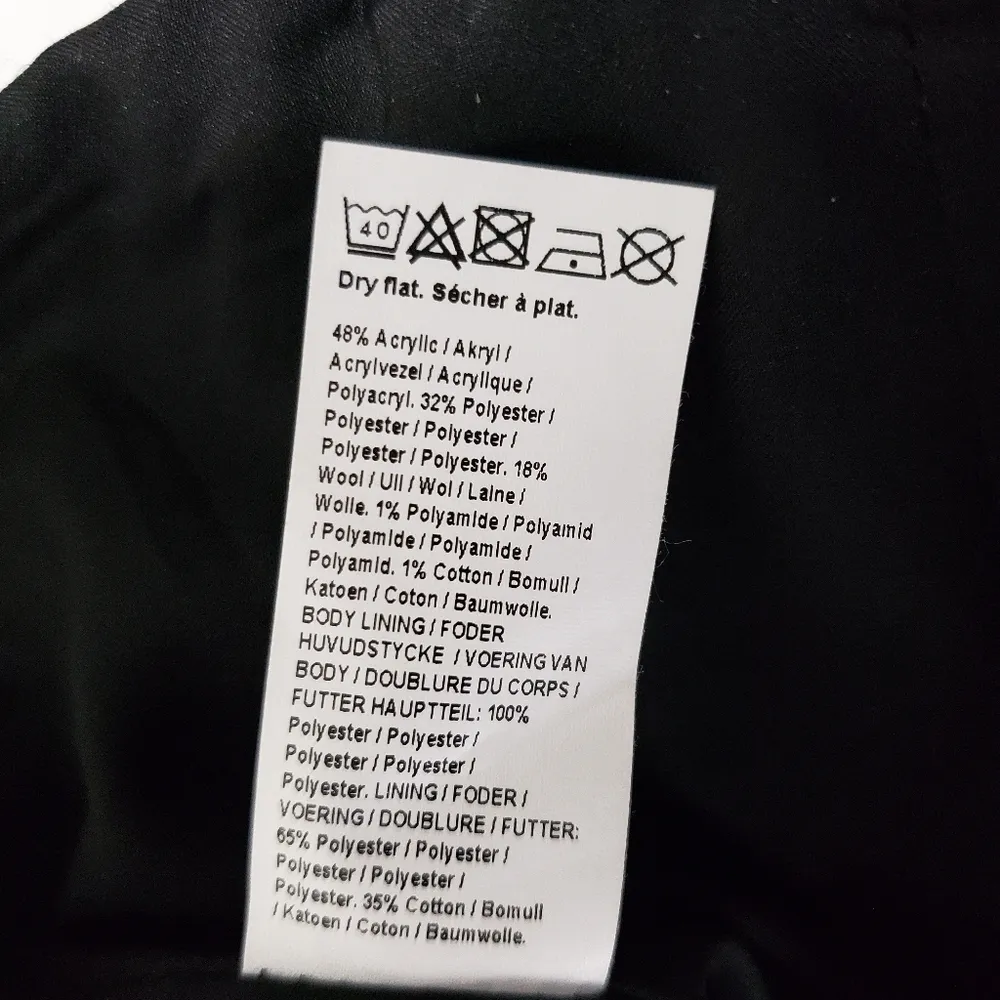 40
Dry flat. Sécher à plat.
48% Acrylic / Akryl /
Acrylvezel / Acrylique /
Polyacryl. 32% Polyester /
Polyester / Polyester /
Polyester / Polyester. 18%
Wool / Ull / Wol / Laine /
Wolle. 1% Polyamide / Polyamid
/ Polyamide / Polyamide /
Polyamid. 1% Cotton / Bomull /
Katoen / Coton / Baumwolle.
BODY LINING / FODER
HUVUDSTYCKE / VOERING VAN
BODY / DOUBLURE DU CORPS /
FUTTER HAUPTTEIL: 100%
Polyester / Polyester /
Polyester / Polyester /
Polyester. LINING / FODER /
VOERING / DOUBLURE / FUTTER:
65% Polyester / Polyester /
Polyester / Polyester /
Polyester. 35% Cotton / Bomull
/ Katoen / Coton / Baumwolle.